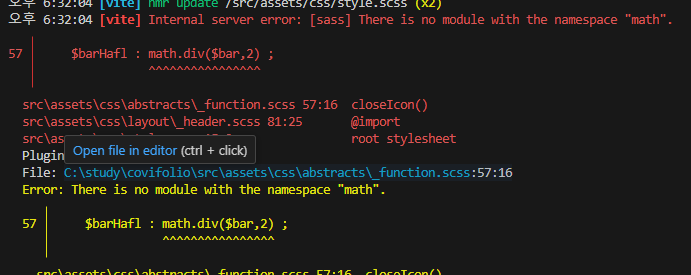 오후 6:32:04 [vite] hmr update /src/assets/css/style.scss (x2)
오후 6:32:04 [vite] Internal server error: [sass] There is no module with the namespace "math".
57 │ $barHafl : math.div($bar,2) ;
^^^^^^^^^^^^^^^^
src\assets\css\abstracts\_function.scss 57:16 closeIcon()
src\assets\css\layout\_header.scss 81:25 @import
src\as root stylesheet
Open file in editor (ctrl + click)
Plugin
File: C:\study\covifolio\src\assets\css\abstracts\_function.scss:57:16
Error: There is no module with the namespace "math".
57 │ $barHafl : math.div($bar,2) ;
^^^^^^^^^^^^^^^^
src\assets\css\abstracts\_function.scss 57:16 closeIcon()